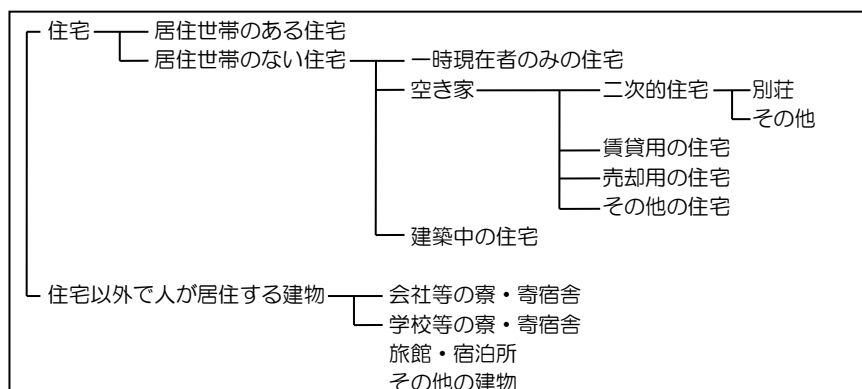 住宅 居住世帯のある住宅
居住世帯のない住宅 一時現在者のみの住宅
空き家 二次的住宅 別荘
その他
賃貸用の住宅
売却用の住宅
その他の住宅
建築中の住宅
住宅以外で人が居住する建物 会社等の寮・寄宿舎
学校等の寮・寄宿舎
旅館・宿泊所
その他の建物